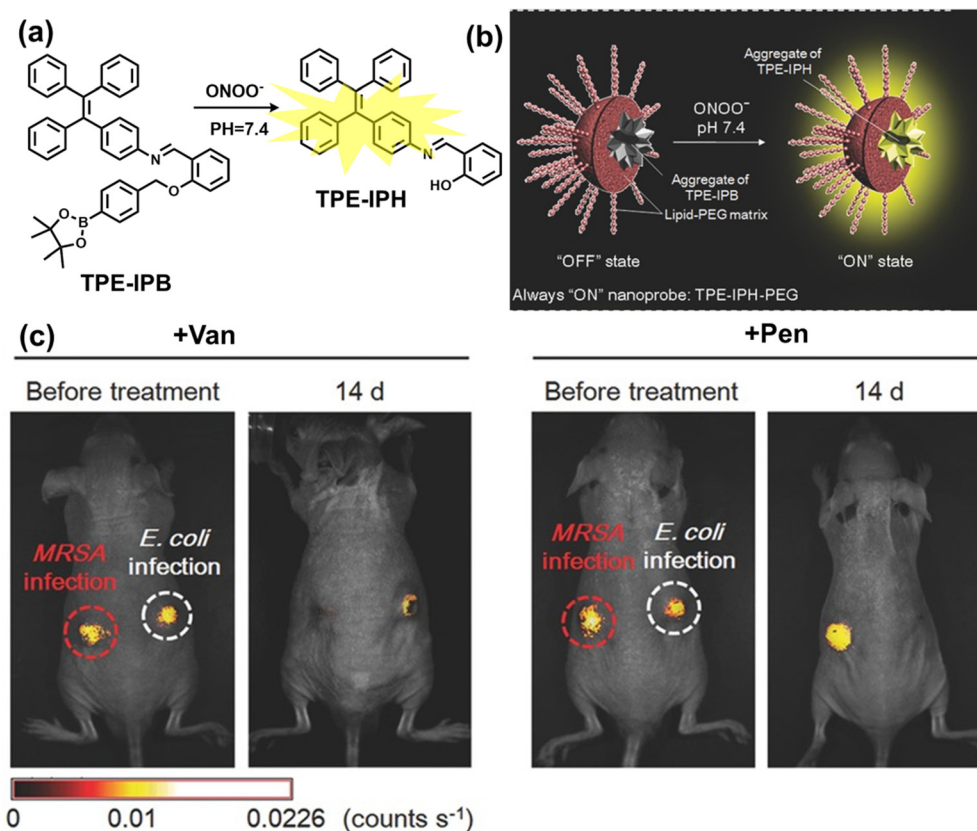 (a)
ONOO⁻
PH=7.4
N
O
O
B
O
TPE-IPB
N
HO
TPE-IPH
(b)
Aggregate of
TPE-IPH
ONOO⁻
pH 7.4
Aggregate of
TPE-IPB
Lipid-PEG matrix
"OFF" state
"ON" state
Always "ON" nanoprobe: TPE-IPH-PEG
(c)
+Van
+Pen
Before treatment
14 d
Before treatment
14 d
MRSA
infection
E. coli
infection
MRSA
infection
E. coli
infection
0
0.01
0.0226
(counts s⁻¹)